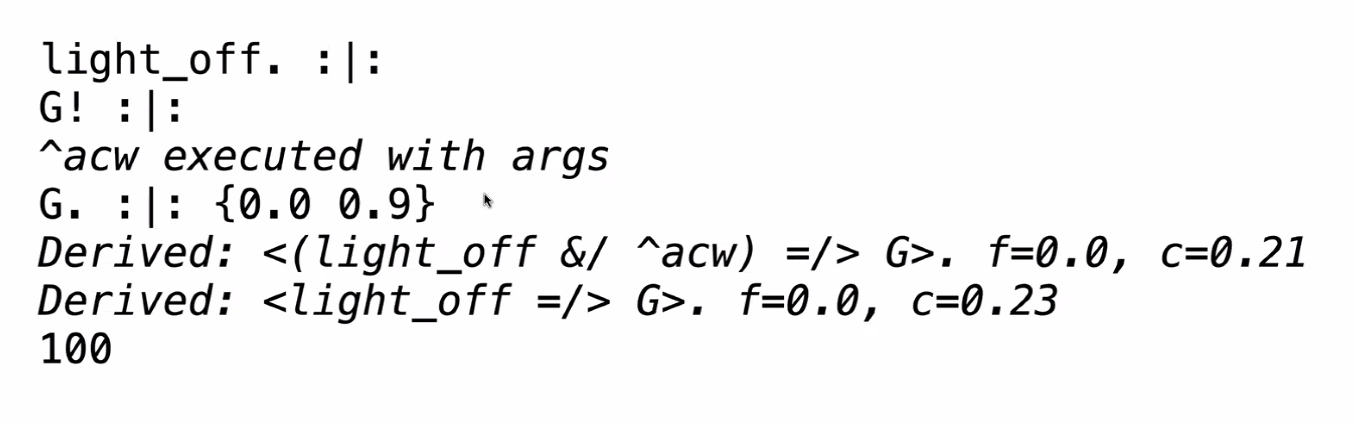 light_off. :|:
G! :|:
^acw executed with args
G. :|: {0.0 0.9}
Derived: <(light_off &/ ^acw) =/> G>. f=0.0, c=0.21
Derived: <light_off =/> G>. f=0.0, c=0.23
100